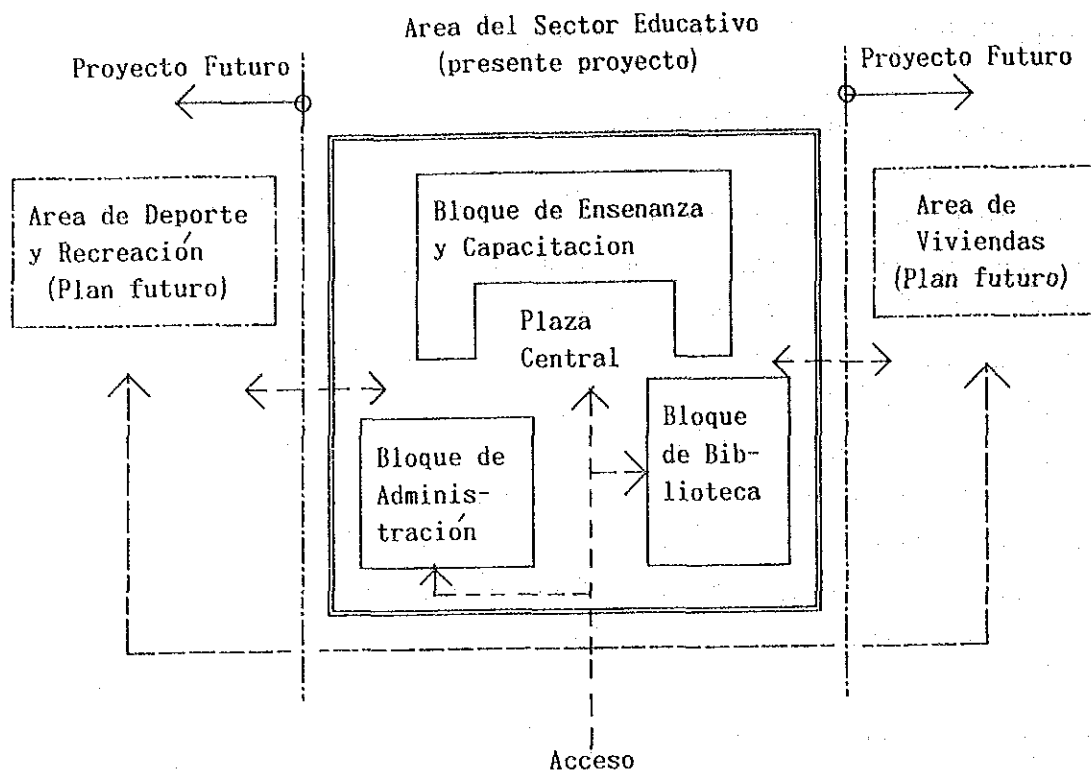 Area del Sector Educativo
(presente proyecto)
Proyecto Futuro
Proyecto Futuro
Area de Deporte
y Recreación
(Plan futuro)
Bloque de Ensenanza
y Capacitacion
Area de
Viviendas
(Plan futuro)
Plaza
Central
Bloque de
Adminis-
tración
Bloque
de Bib-
lioteca
Acceso